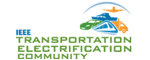 IEEE
TRANSPORTATION
ELECTRIFICATION
COMMUNITY